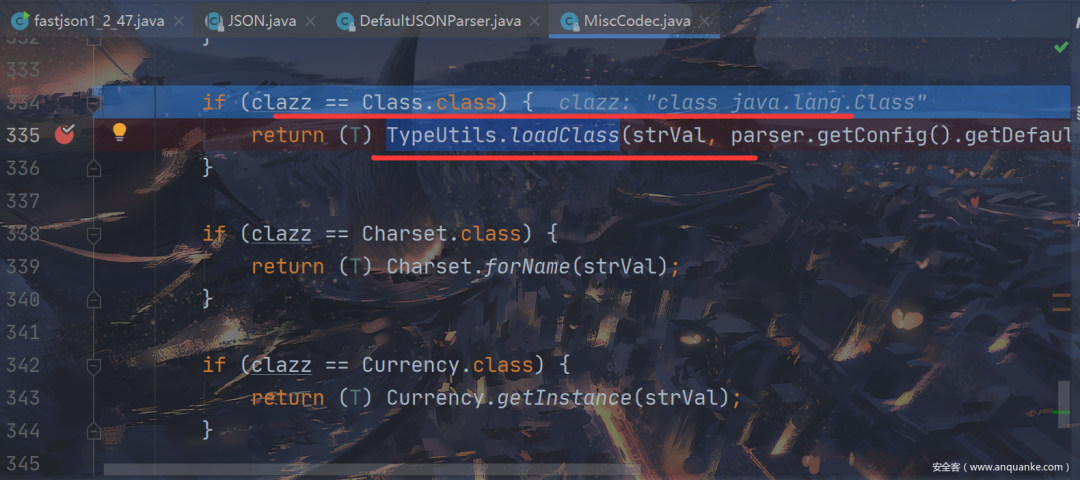 fastjson1_2_47.java JSON.java DefaultJSONParser.java MiscCodec.java
332 }
333
334 if (clazz == Class.class) { clazz: "class java.lang.Class"
335 return (T) TypeUtils.loadClass(strVal, parser.getConfig().getDefaul
336 }
337
338 if (clazz == Charset.class) {
339 return (T) Charset.forName(strVal);
340 }
341
342 if (clazz == Currency.class) {
343 return (T) Currency.getInstance(strVal);
344 }
345
安全客（www.anquanke.com）